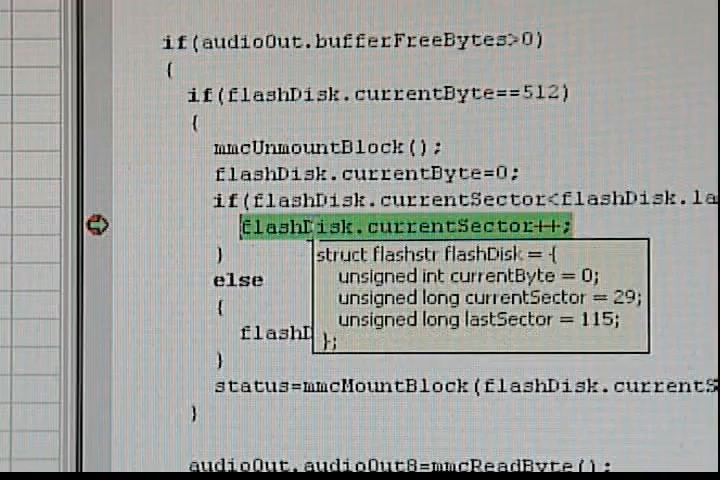 if(audioOut.bufferFreeBytes>0)
{
if(flashDisk.currentByte==512)
{
mmcUnmountBlock();
flashDisk.currentByte=0;
if(flashDisk.currentSector<flashDisk.la
flashDisk.currentSector++;
}
struct flashstr flashDisk = {
unsigned int currentByte = 0;
unsigned long currentSector = 29;
unsigned long lastSector = 115;
};
else
{
flashD
}
status=mmcMountBlock(flashDisk.currentS
}
audioOut.audioOut8=mmcReadByte();